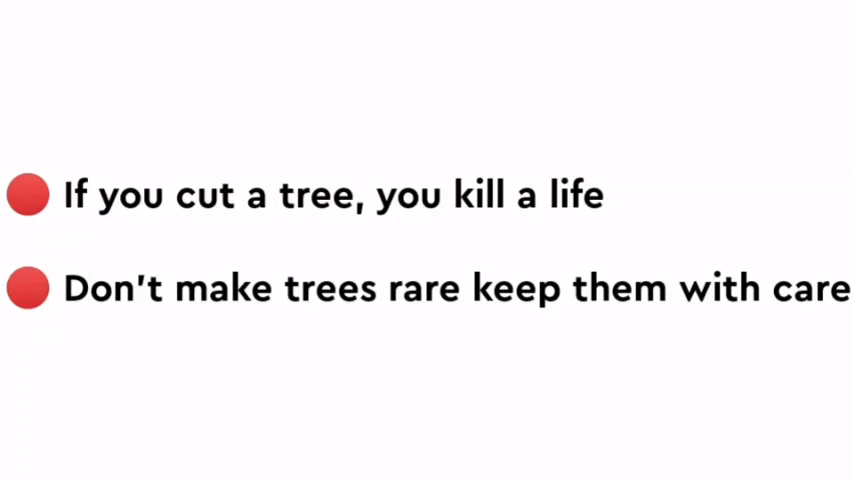 🔴 If you cut a tree, you kill a life
🔴 Don't make trees rare keep them with care